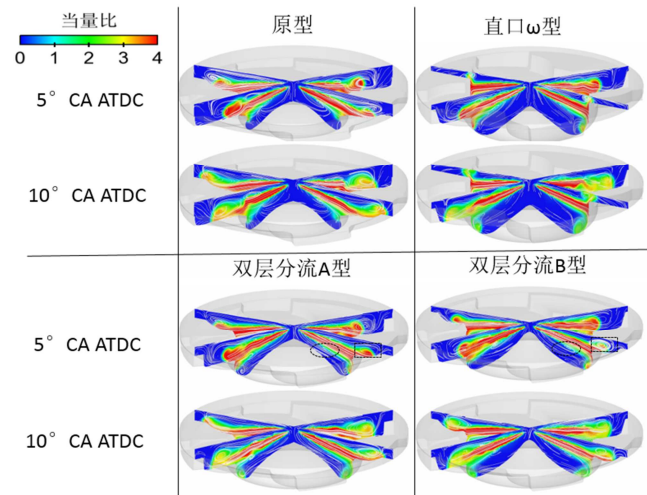 当量比
0 1 2 3 4
原型
直口ω型
5° CA ATDC
10° CA ATDC
双层分流A型
双层分流B型
5° CA ATDC
10° CA ATDC